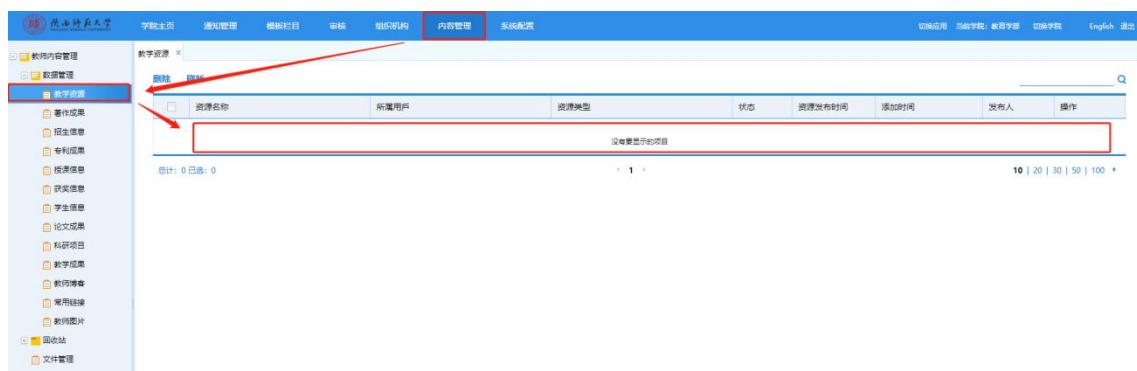 陕西师范大学 学院主页 通知管理 模板栏目 审核 组织机构 内容管理 系统配置 切换应用 当前学院: 教育学部 切换学院 English 退出
教师内容管理
数据管理
教学资源
著作成果
招生信息
专利成果
授课信息
获奖信息
学生信息
论文成果
科研项目
教学成果
教师博客
常用链接
教师图片
回收站
文件管理
教学资源 ×
删除 刷新
资源名称 所属用户 资源类型 状态 资源发布时间 添加时间 发布人 操作
没有要显示的项目
总计: 0 已选: 0 1 10 | 20 | 30 | 50 | 100